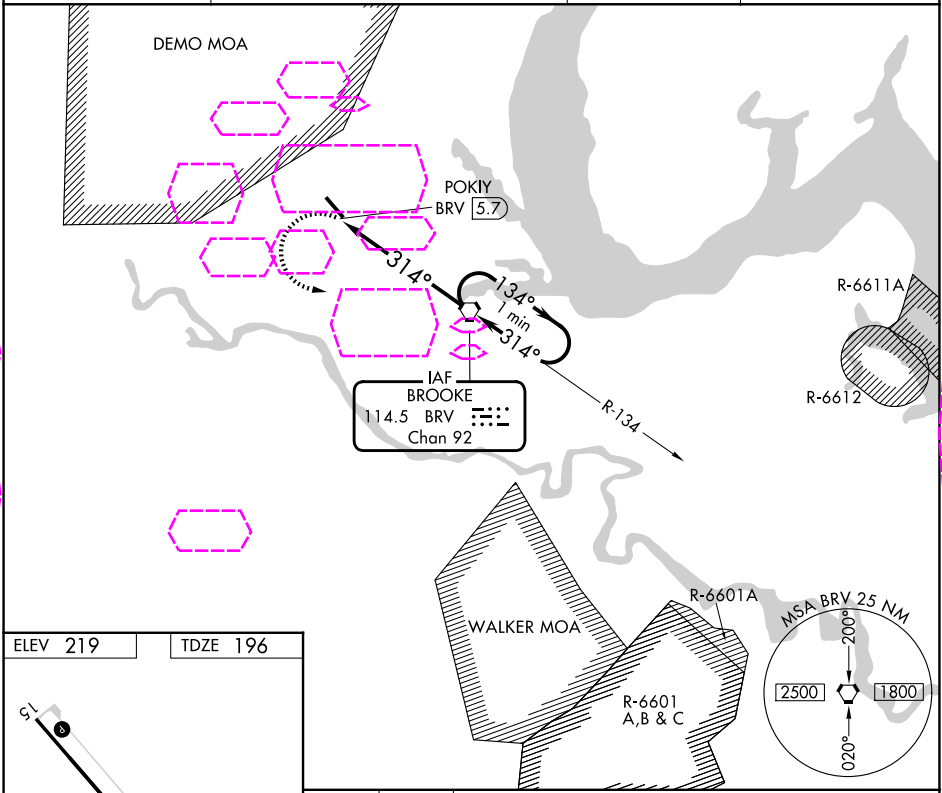 DEMO MOA
POKIY
BRV 5.7
314°
134°
1 min
314°
R-6611A
R-6612
IAF
BROOKE
114.5 BRV
Chan 92
R-134
R-6601A
WALKER MOA
R-6601
A,B & C
MSA BRV 25 NM
200°
2500
1800
020°
ELEV 219
TDZE 196
15
P